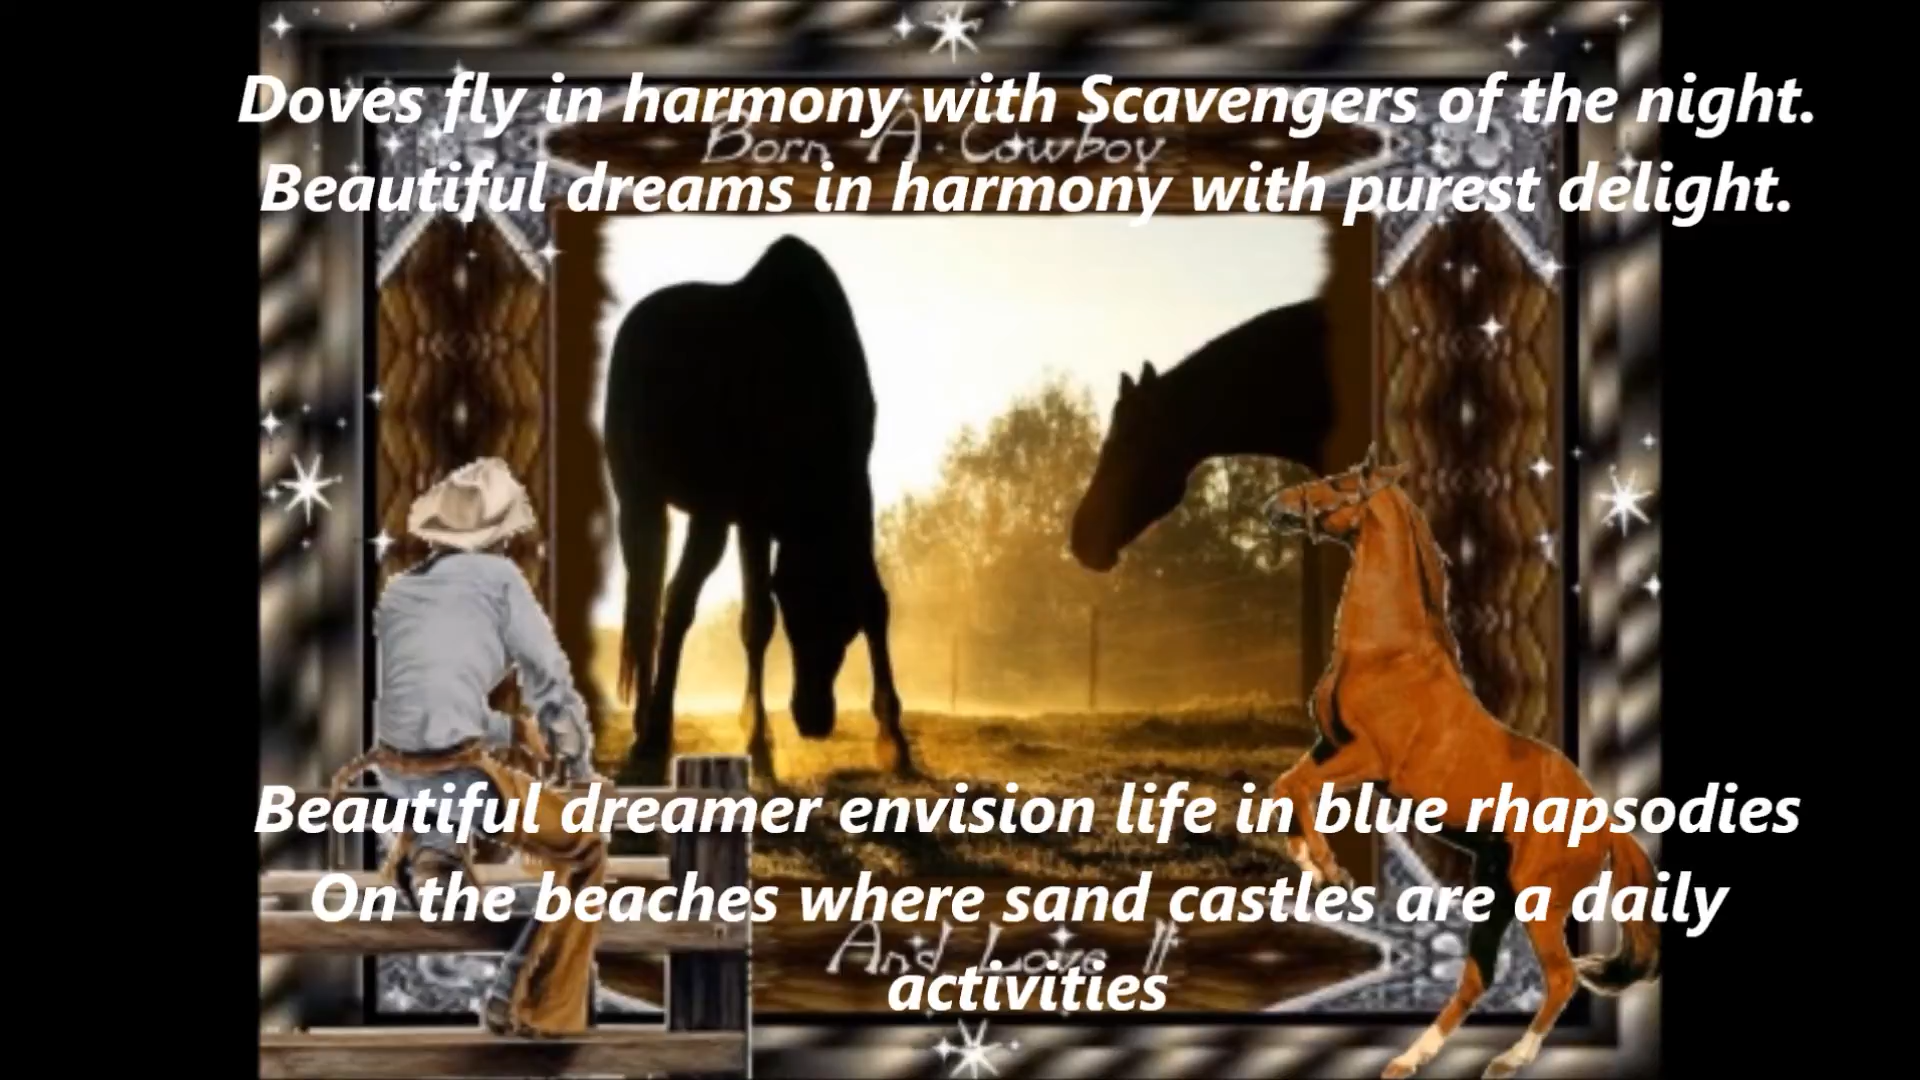 Doves fly in harmony with Scavengers of the night.
Born A Cowboy
Beautiful dreams in harmony with purest delight.
Beautiful dreamer envision life in blue rhapsodies
On the beaches where sand castles are a daily
And Love It
activities